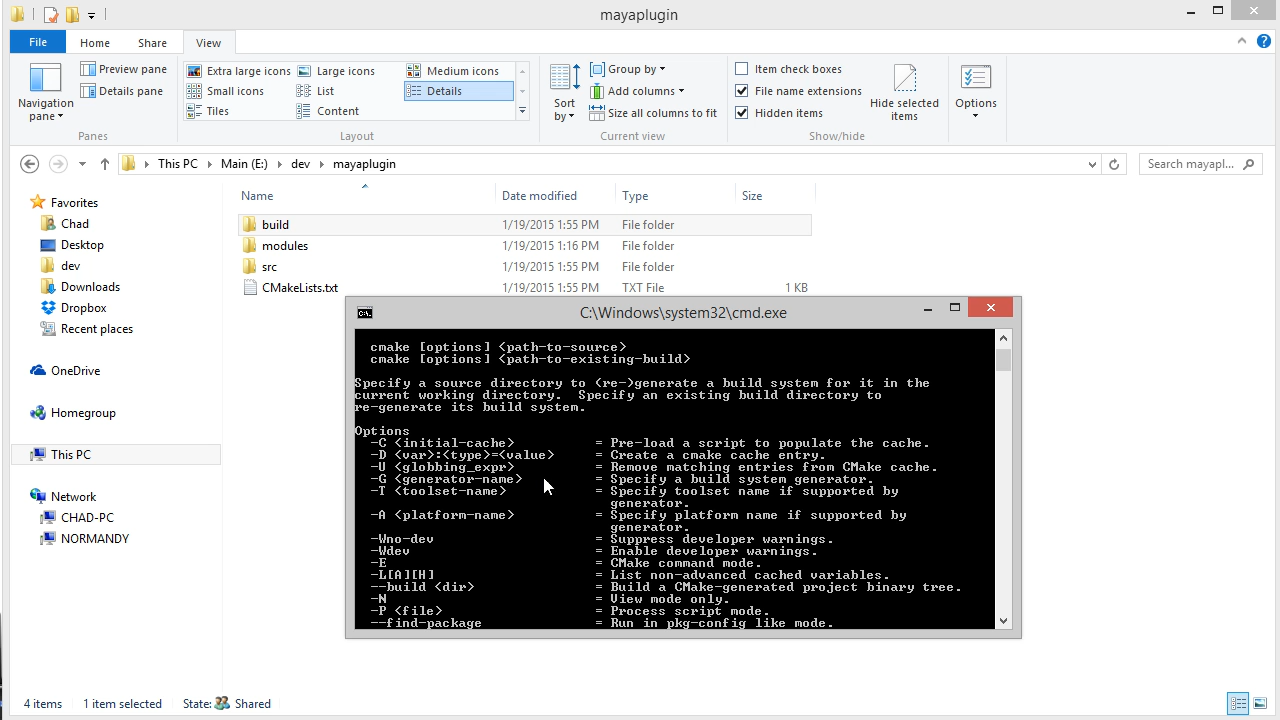 mayaplugin
File Home Share View
Navigation pane
Preview pane
Details pane
Panes
Extra large icons Large icons Medium icons
Small icons List Details
Tiles Content
Layout
Sort by
Group by
Add columns
Size all columns to fit
Current view
Item check boxes
File name extensions
Hidden items
Hide selected items
Show/hide
Options
This PC Main (E:) dev mayaplugin
Search mayapl...
Favorites
Chad
Desktop
dev
Downloads
Dropbox
Recent places
OneDrive
Homegroup
This PC
Network
CHAD-PC
NORMANDY
Name Date modified Type Size
build 1/19/2015 1:55 PM File folder
modules 1/19/2015 1:16 PM File folder
src 1/19/2015 1:55 PM File folder
CMakeLists.txt 1/19/2015 1:55 PM TXT File 1 KB
C:\Windows\system32\cmd.exe
cmake [options] <path-to-source>
cmake [options] <path-to-existing-build>
Specify a source directory to (re-)generate a build system for it in the
current working directory. Specify an existing build directory to
re-generate its build system.
Options
-C <initial-cache> = Pre-load a script to populate the cache.
-D <var>:<type>=<value> = Create a cmake cache entry.
-U <globbing_expr> = Remove matching entries from CMake cache.
-G <generator-name> = Specify a build system generator.
-T <toolset-name> = Specify toolset name if supported by
generator.
-A <platform-name> = Specify platform name if supported by
generator.
-Wno-dev = Suppress developer warnings.
-Wdev = Enable developer warnings.
-E = CMake command mode.
-L[A][H] = List non-advanced cached variables.
--build <dir> = Build a CMake-generated project binary tree.
-N = View mode only.
-P <file> = Process script mode.
--find-package = Run in pkg-config like mode.
4 items 1 item selected State: Shared